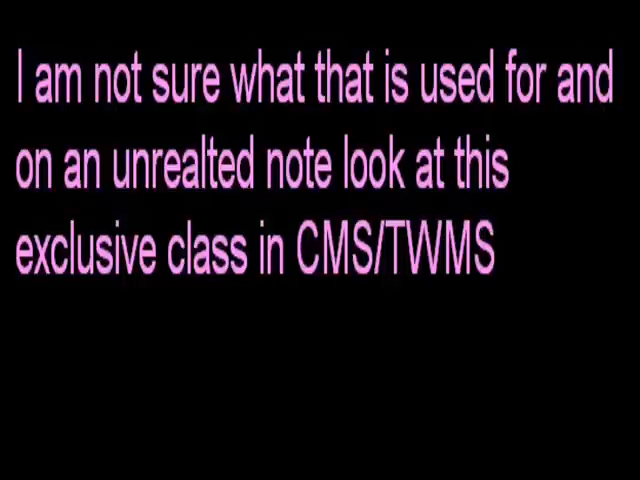 I am not sure what that is used for and
on an unrealted note look at this
exclusive class in CMS/TWMS